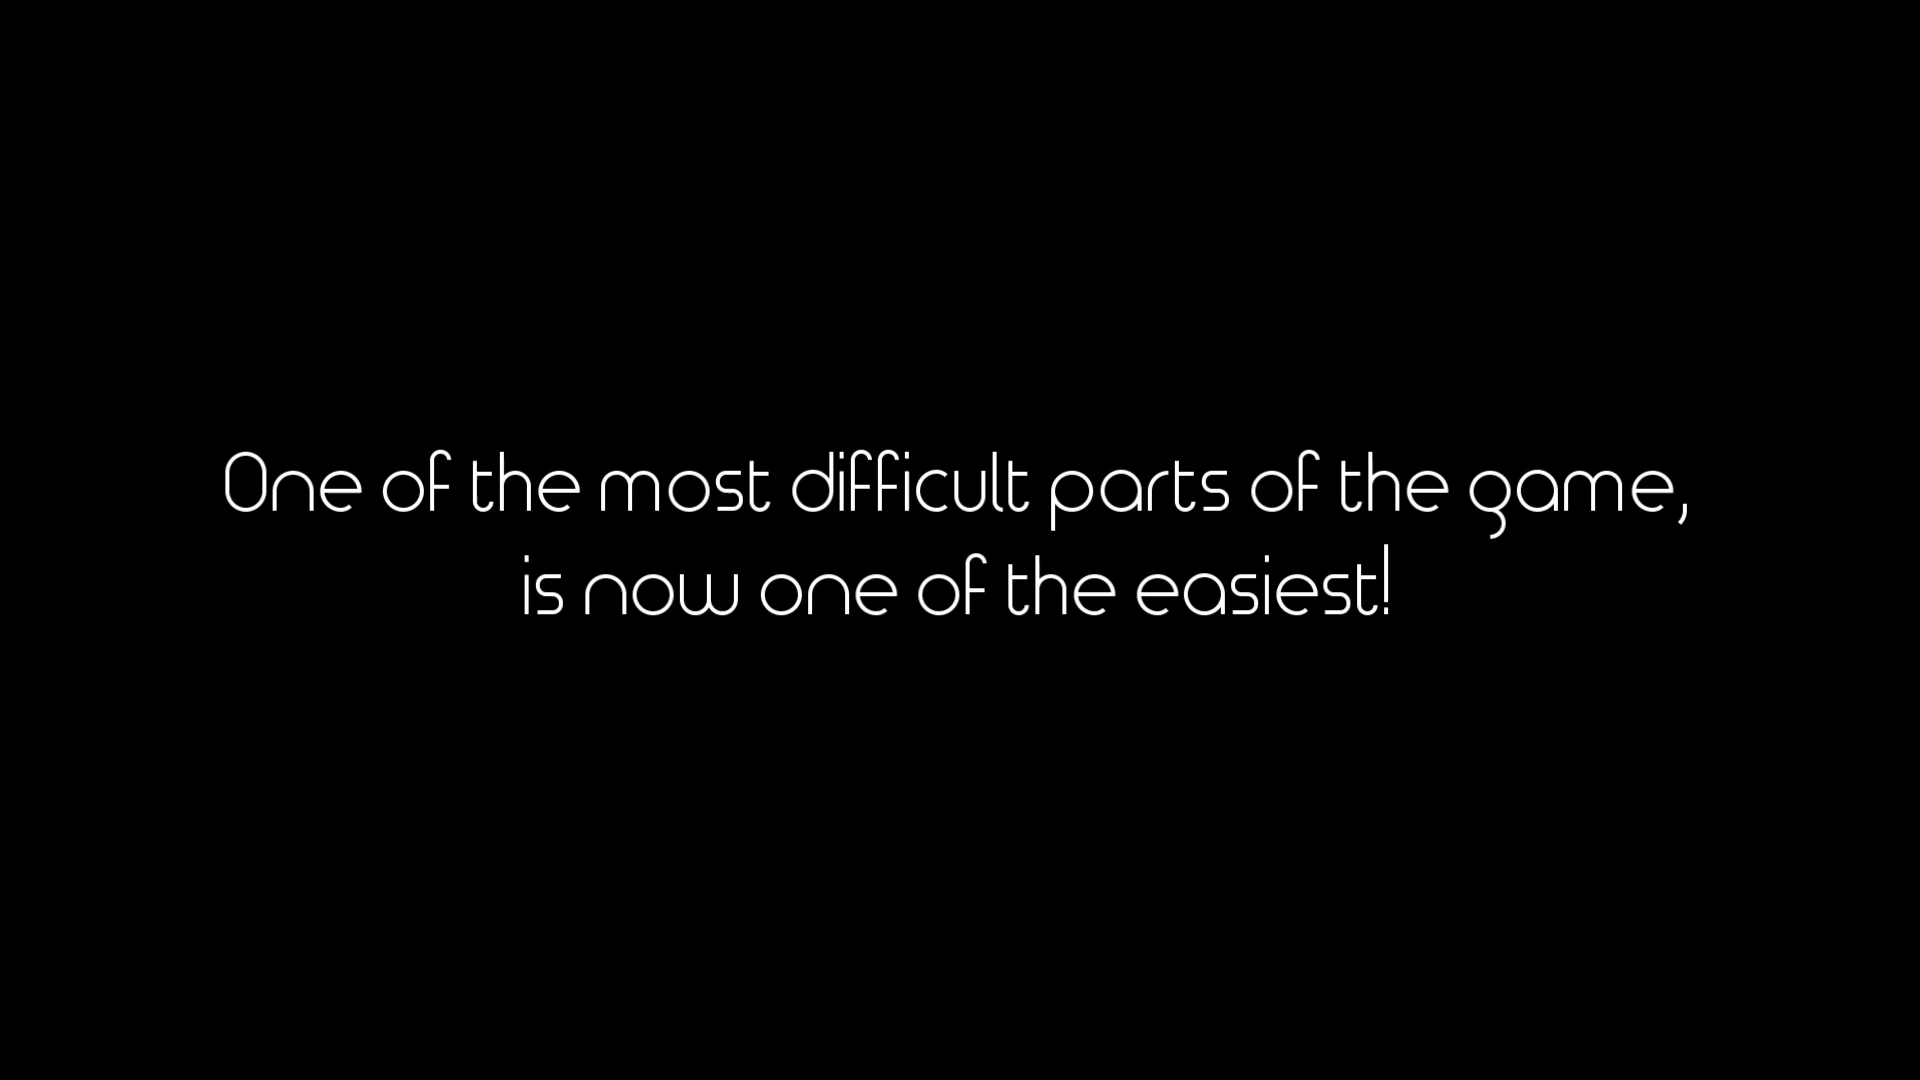 One of the most difficult parts of the game,
is now one of the easiest!